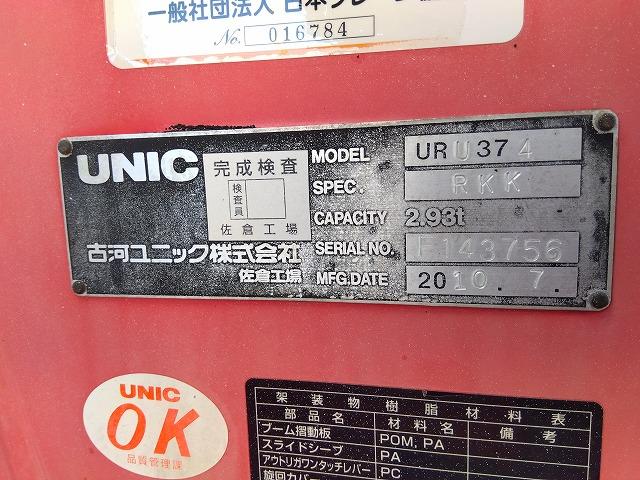 一般社団法人 日本クレーン
No. 016784
UNIC
完成検査
検査員
佐倉工場
古河ユニック株式会社
佐倉工場
MODEL URU374
SPEC. RKK
CAPACITY 2.93t
SERIAL NO. F143756
MFG.DATE 2010.7.
UNIC
OK
品質管理課
架装物樹脂材料表
部品名 材料名 備考
ブーム摺動板 POM, PA
スライドシーブ PA
アウトリガワンタッチレバー PC
旋回カバー